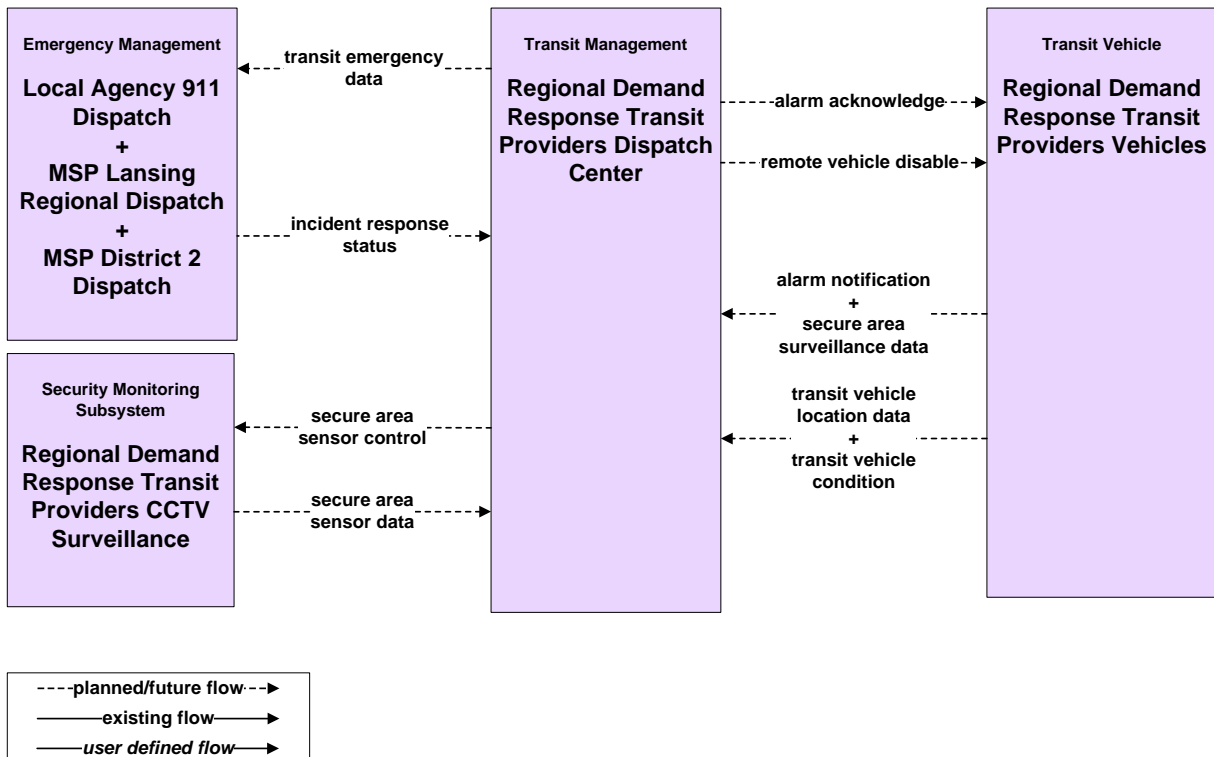 Emergency Management
Local Agency 911
Dispatch
+
MSP Lansing
Regional Dispatch
+
MSP District 2
Dispatch
transit emergency
data
incident response
status
Transit Management
Regional Demand
Response Transit
Providers Dispatch
Center
alarm acknowledge
remote vehicle disable
alarm notification
+
secure area
surveillance data
transit vehicle
location data
+
transit vehicle
condition
Transit Vehicle
Regional Demand
Response Transit
Providers Vehicles
Security Monitoring
Subsystem
Regional Demand
Response Transit
Providers CCTV
Surveillance
secure area
sensor control
secure area
sensor data
planned/future flow
existing flow
user defined flow